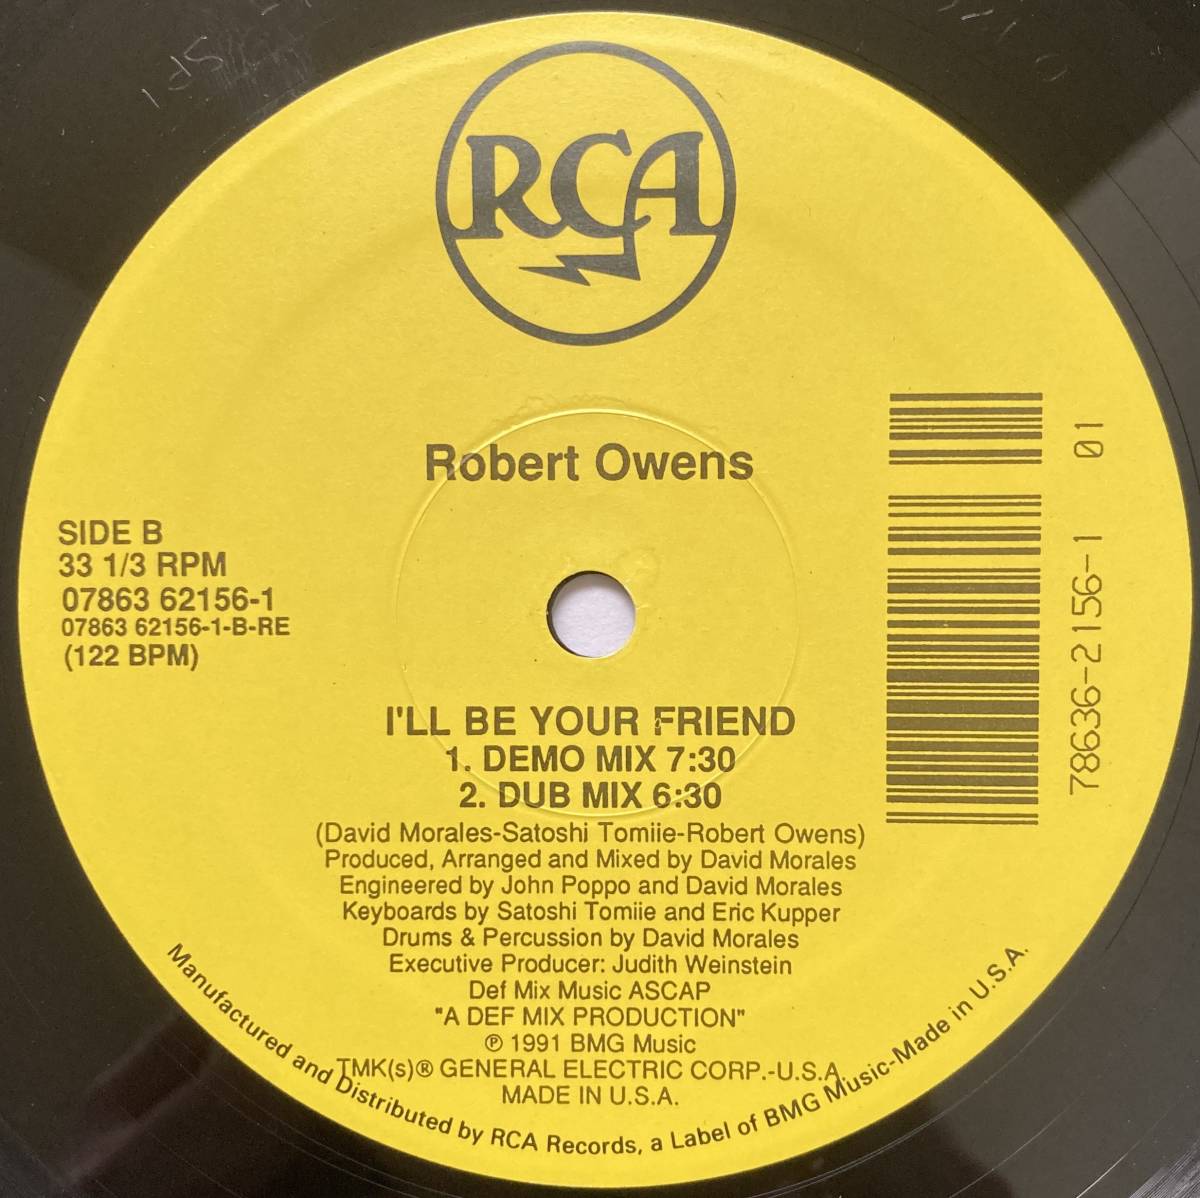 RCA
Robert Owens
SIDE B
33 1/3 RPM
07863 62156-1
07863 62156-1-B-RE
(122 BPM)
01
78636-2156-1
I'LL BE YOUR FRIEND
1. DEMO MIX 7:30
2. DUB MIX 6:30
(David Morales-Satoshi Tomiie-Robert Owens)
Produced, Arranged and Mixed by David Morales
Engineered by John Poppo and David Morales
Keyboards by Satoshi Tomiie and Eric Kupper
Drums & Percussion by David Morales
Executive Producer: Judith Weinstein
Def Mix Music ASCAP
"A DEF MIX PRODUCTION"
℗ 1991 BMG Music
TMK(s)® GENERAL ELECTRIC CORP.-U.S.A.
MADE IN U.S.A.
Manufactured and Distributed by RCA Records, a Label of BMG Music-Made in U.S.A.